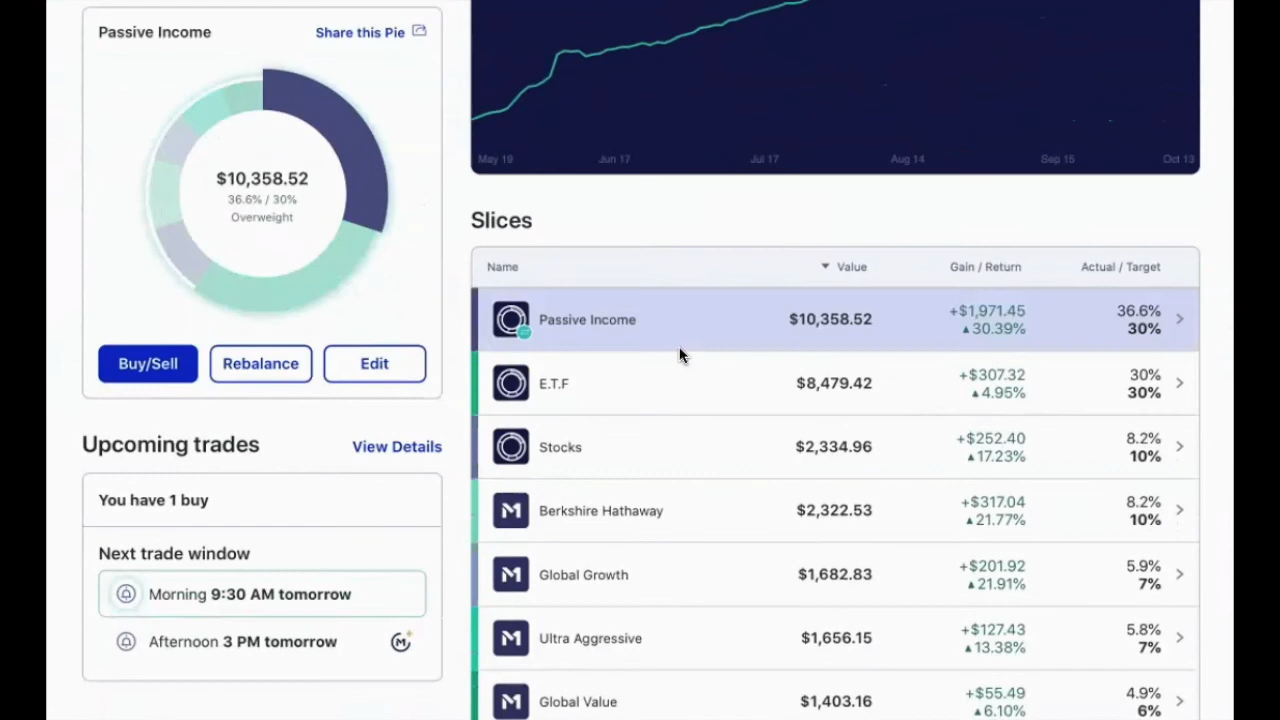 Passive Income
Share this Pie
$10,358.52
36.6% / 30%
Overweight
Buy/Sell
Rebalance
Edit
Upcoming trades
View Details
You have 1 buy
Next trade window
Morning 9:30 AM tomorrow
Afternoon 3 PM tomorrow
May 19 Jun 17 Jul 17 Aug 14 Sep 15 Oct 13
Slices
Name Value Gain / Return Actual / Target
Passive Income $10,358.52 +$1,971.45 36.6%
▲30.39% 30%
E.T.F $8,479.42 +$307.32 30%
▲4.95% 30%
Stocks $2,334.96 +$252.40 8.2%
▲17.23% 10%
Berkshire Hathaway $2,322.53 +$317.04 8.2%
▲21.77% 10%
Global Growth $1,682.83 +$201.92 5.9%
▲21.91% 7%
Ultra Aggressive $1,656.15 +$127.43 5.8%
▲13.38% 7%
Global Value $1,403.16 +$55.49 4.9%
▲6.10% 6%